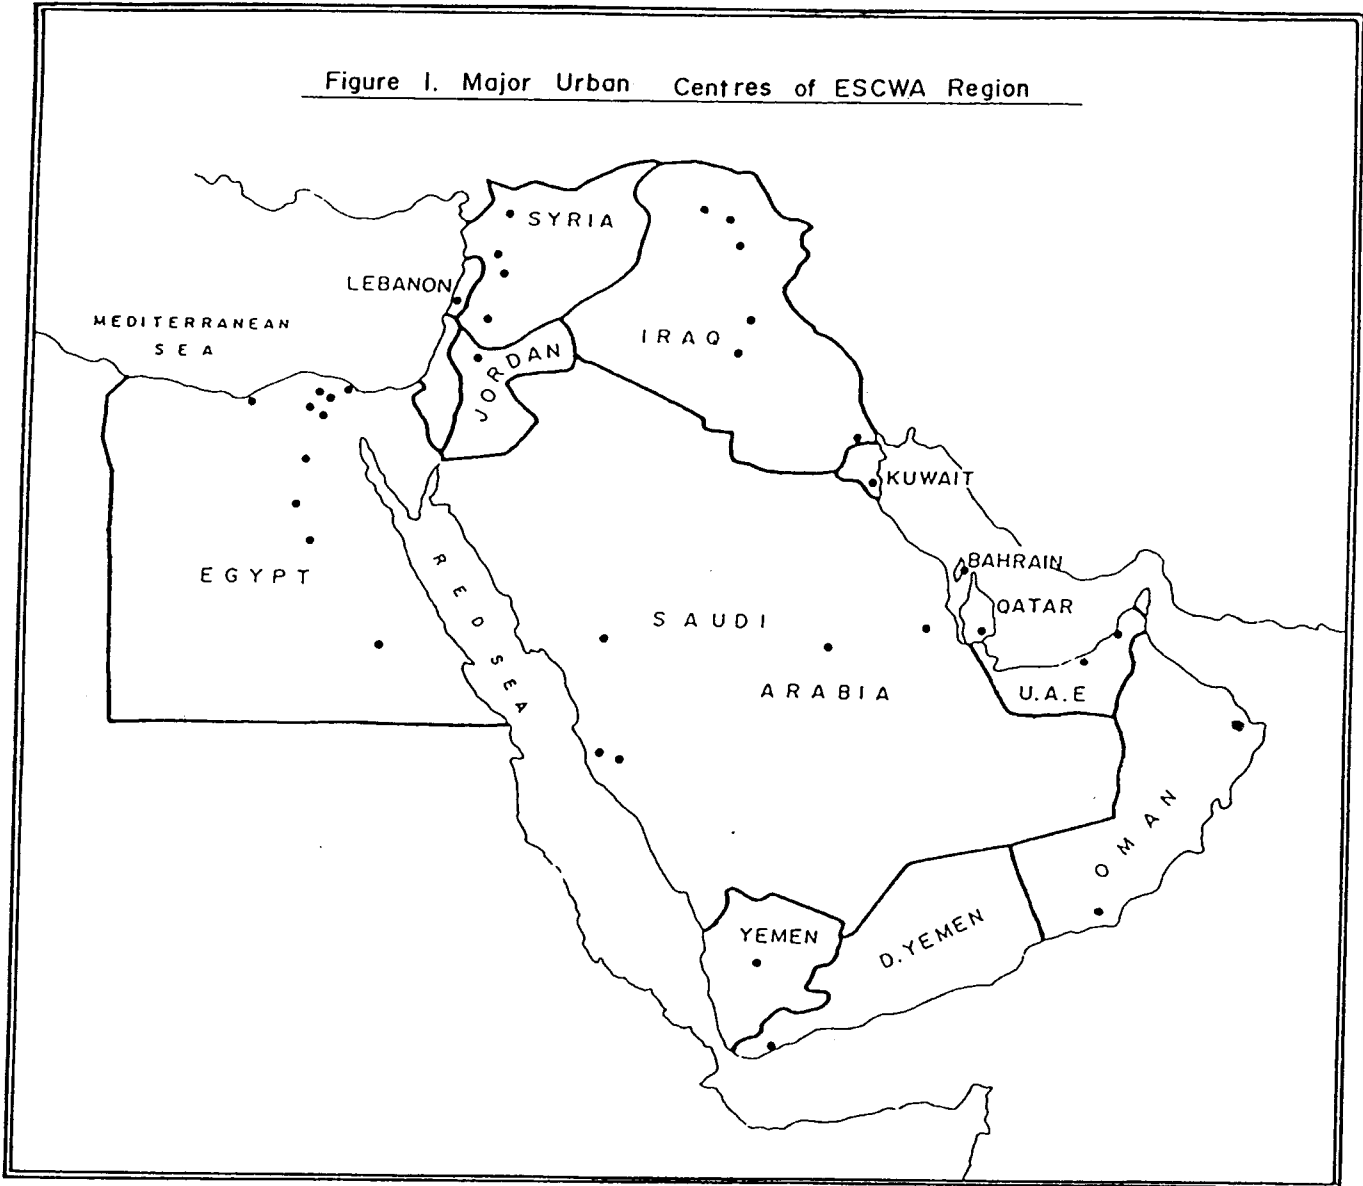 Figure 1. Major Urban Centres of ESCWA Region
SYRIA
LEBANON
MEDITERRANEAN
SEA
IRAQ
JORDAN
KUWAIT
BAHRAIN
QATAR
EGYPT
RED SEA
SAUDI
ARABIA
U.A.E
OMAN
YEMEN
D.YEMEN